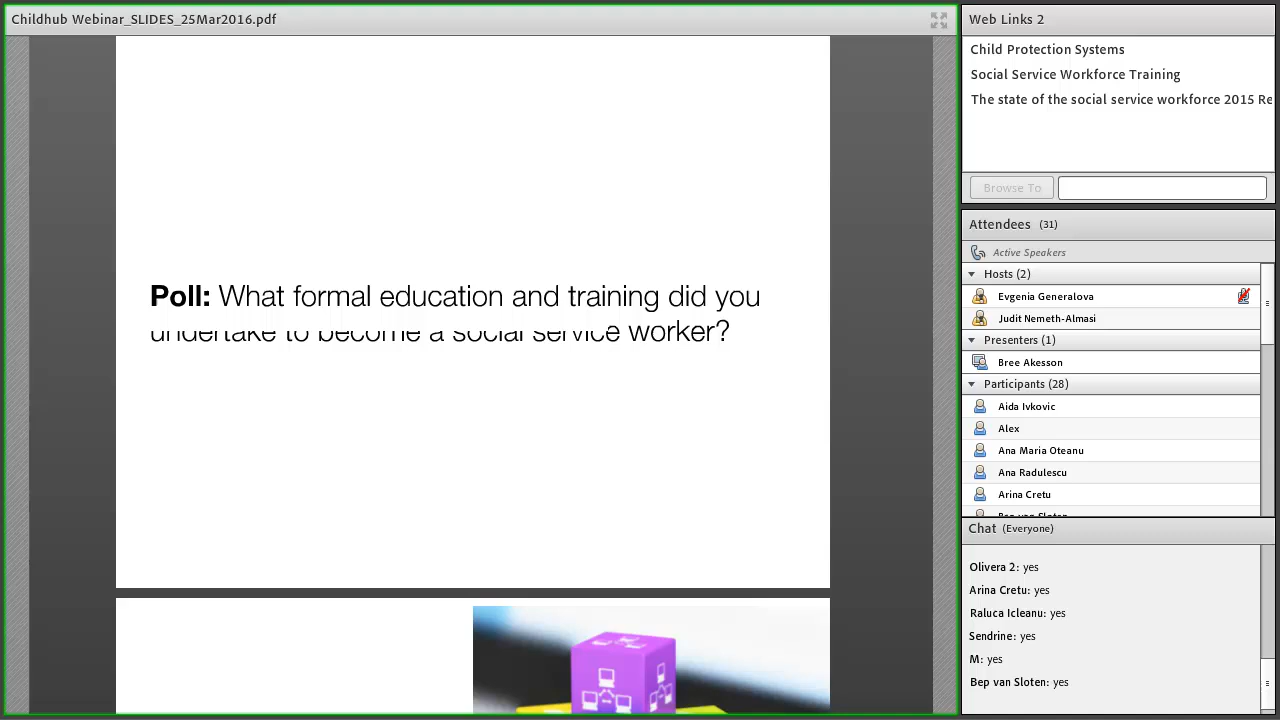 Childhub Webinar_SLIDES_25Mar2016.pdf
Poll: What formal education and training did you
undertake to become a social service worker?
Web Links 2
Child Protection Systems
Social Service Workforce Training
The state of the social service workforce 2015 Re
Browse To
Attendees (31)
Active Speakers
Hosts (2)
Evgenia Generalova
Judit Nemeth-Almasi
Presenters (1)
Bree Akesson
Participants (28)
Aida Ivkovic
Alex
Ana Maria Oteanu
Ana Radulescu
Arina Cretu
Bep van Sloten
Chat (Everyone)
Olivera 2: yes
Arina Cretu: yes
Raluca Icleanu: yes
Sendrine: yes
M: yes
Bep van Sloten: yes